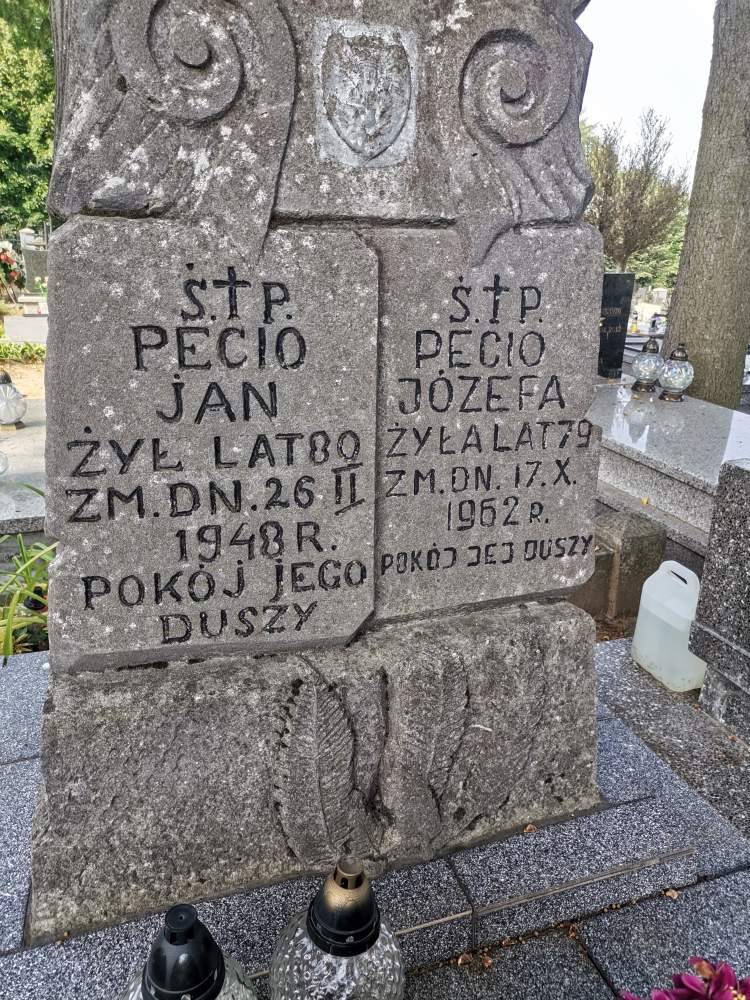 Ś.†P.
PECIO
JAN
ŻYŁ LAT 80
ZM. DN. 26 II
1948 R.
POKÓJ JEGO
DUSZY
Ś.†P.
PECIO
JÓZEFA
ŻYŁA LAT 79
ZM. DN. 17. X.
1962 R.
POKÓJ JEJ DUSZY